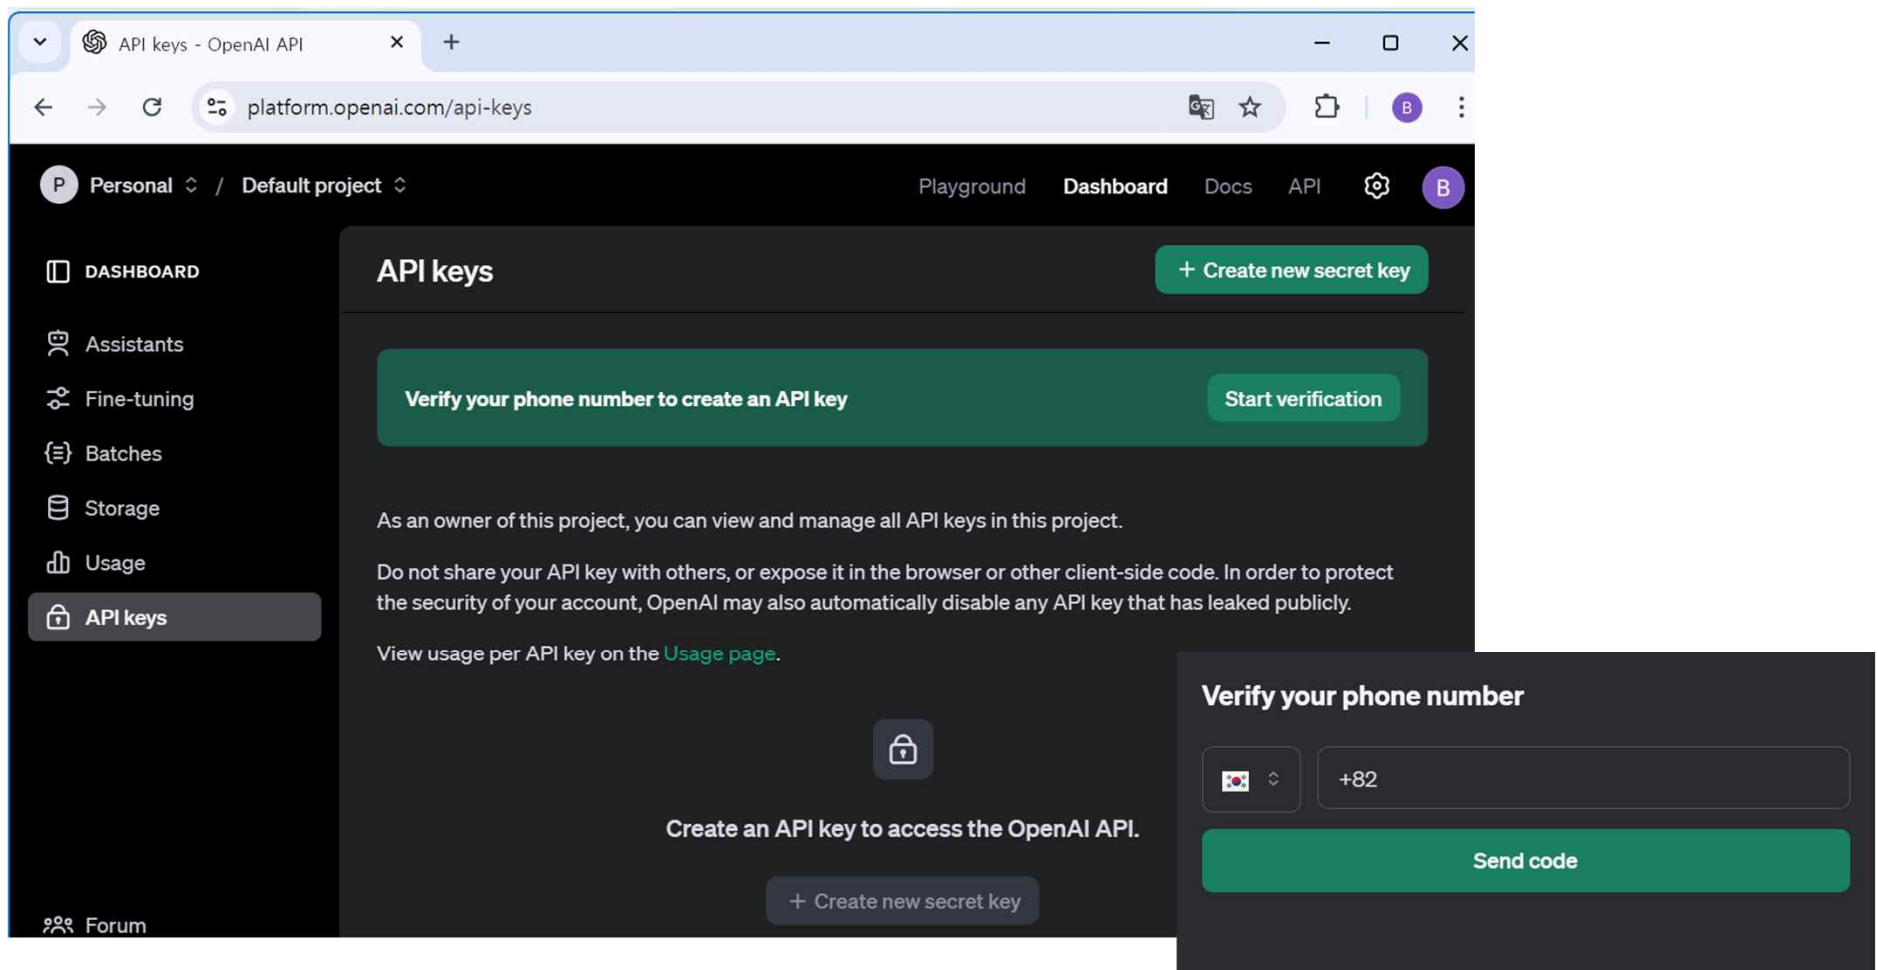 API keys - OpenAI API
platform.openai.com/api-keys
B
P Personal / Default project
Playground Dashboard Docs API B
DASHBOARD
Assistants
Fine-tuning
Batches
Storage
Usage
API keys
Forum
API keys
+ Create new secret key
Verify your phone number to create an API key
Start verification
As an owner of this project, you can view and manage all API keys in this project.
Do not share your API key with others, or expose it in the browser or other client-side code. In order to protect
the security of your account, OpenAI may also automatically disable any API key that has leaked publicly.
View usage per API key on the Usage page.
Create an API key to access the OpenAI API.
+ Create new secret key
Verify your phone number
+82
Send code